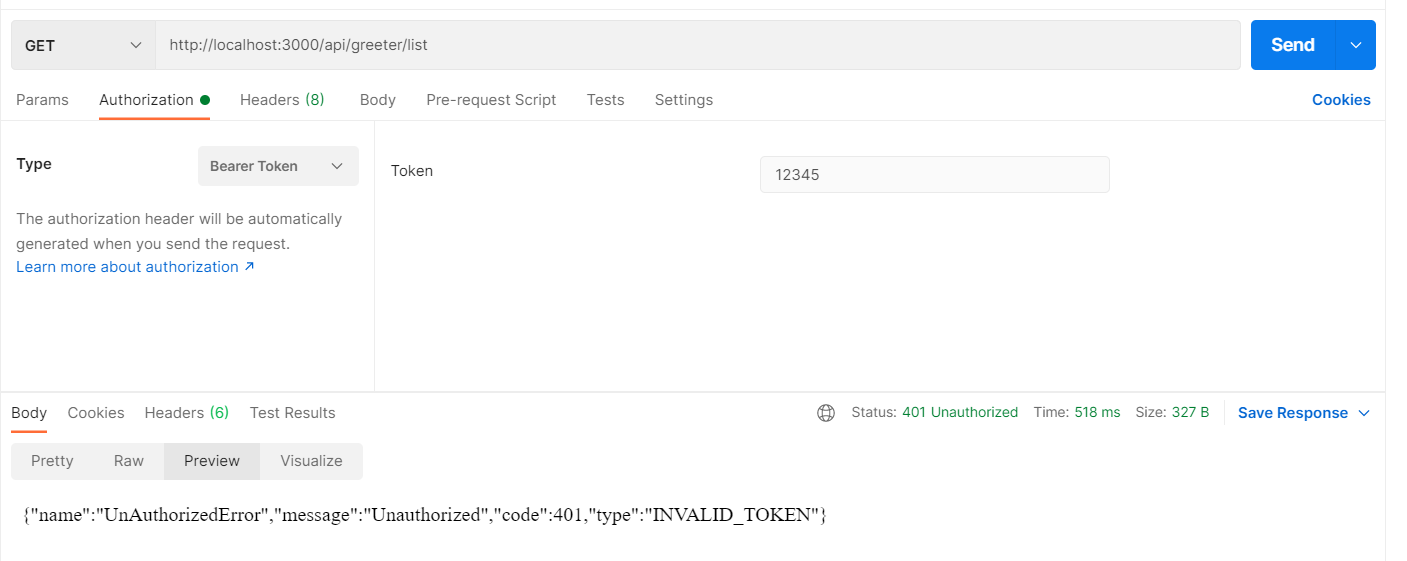 GET http://localhost:3000/api/greeter/list Send
Params Authorization Headers (8) Body Pre-request Script Tests Settings Cookies
Type Bearer Token Token 12345
The authorization header will be automatically
generated when you send the request.
Learn more about authorization ↗
Body Cookies Headers (6) Test Results Status: 401 Unauthorized Time: 518 ms Size: 327 B Save Response
Pretty Raw Preview Visualize
{"name":"UnAuthorizedError","message":"Unauthorized","code":401,"type":"INVALID_TOKEN"}